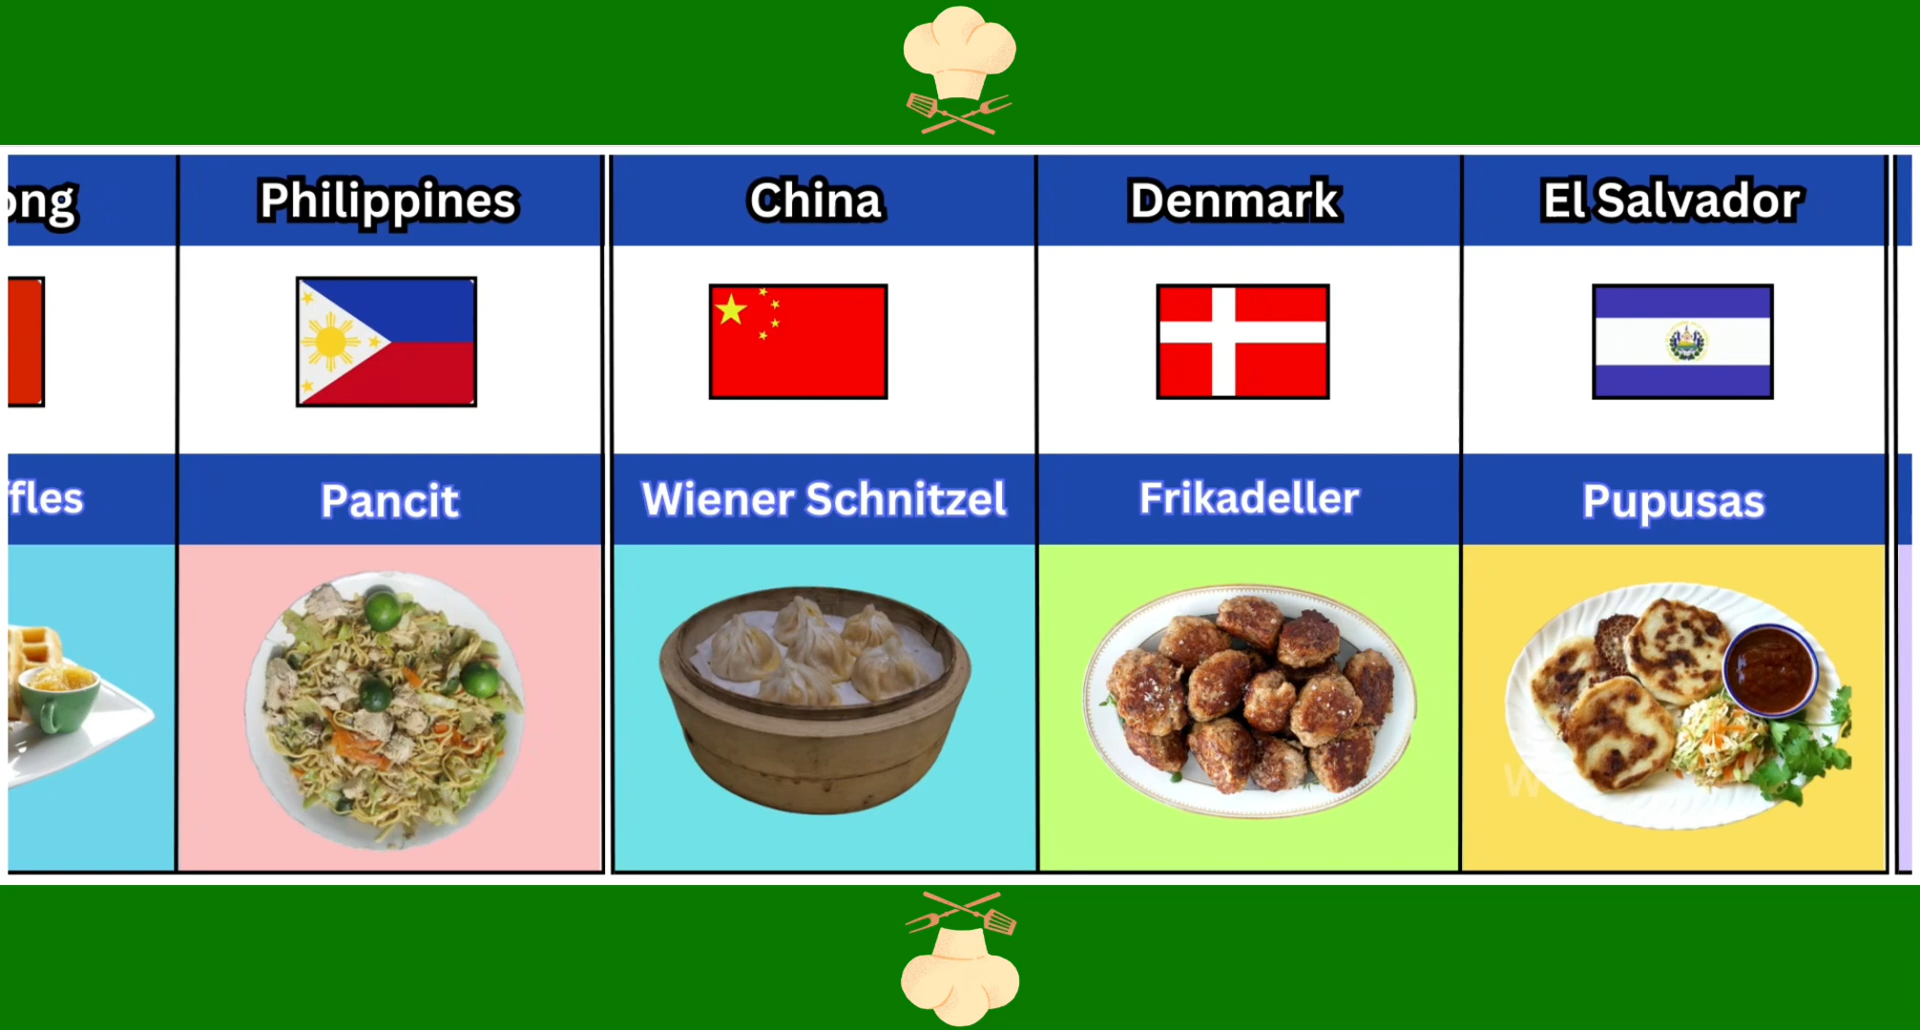 Philippines
China
Denmark
El Salvador
Pancit
Wiener Schnitzel
Frikadeller
Pupusas